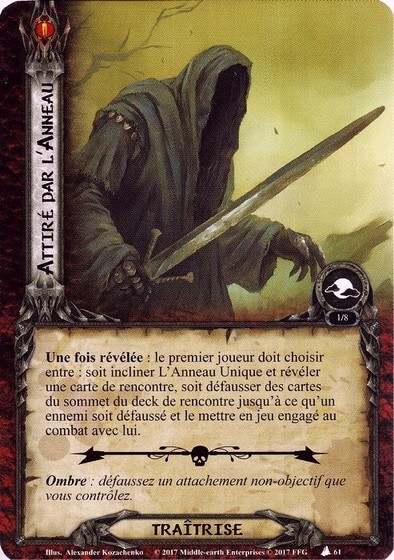 ATTIRÉ PAR L'ANNEAU
1/8
Une fois révélée : le premier joueur doit choisir
entre : soit incliner L'Anneau Unique et révéler
une carte de rencontre, soit défausser des cartes
du sommet du deck de rencontre jusqu'à ce qu'un
ennemi soit défaussé et le mettre en jeu engagé au
combat avec lui.
Ombre : défaussez un attachement non-objectif que
vous contrôlez.
TRAÎTRISE
Illus. Alexander Kozachenko © 2017 Middle-earth Enterprises © 2017 FFG 61